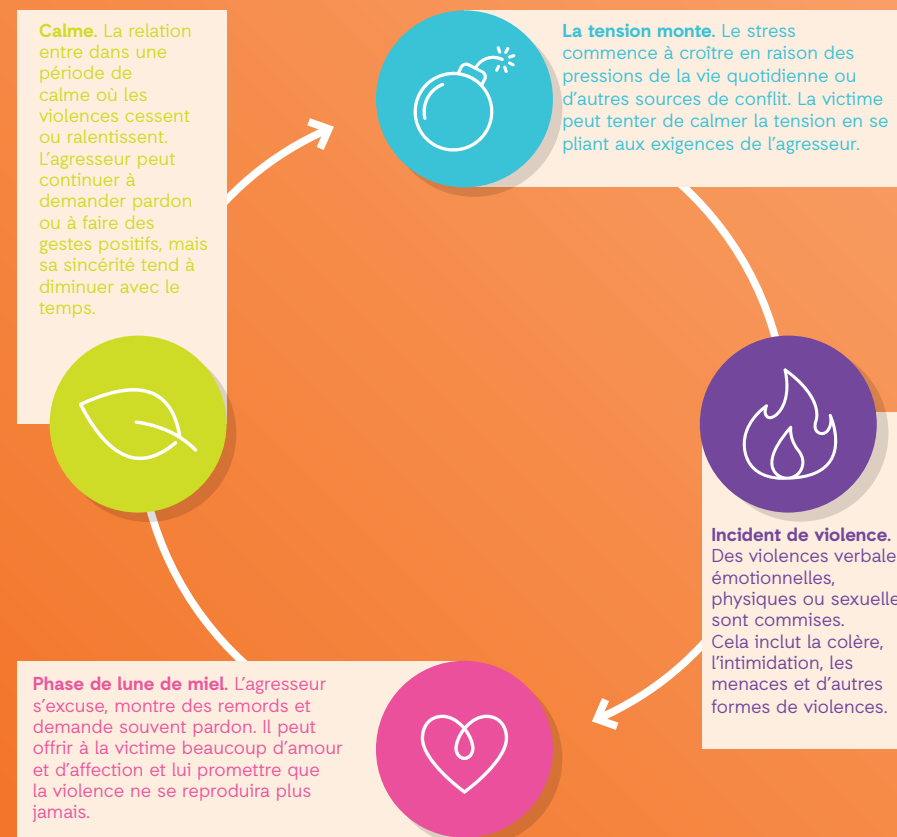 Calme. La relation
entre dans une
période de
calme où les
violences cessent
ou ralentissent.
L’agresseur peut
continuer à
demander pardon
ou à faire des
gestes positifs, mais
sa sincérité tend à
diminuer avec le
temps.
La tension monte. Le stress
commence à croître en raison des
pressions de la vie quotidienne ou
d’autres sources de conflit. La victime
peut tenter de calmer la tension en se
pliant aux exigences de l’agresseur.
Incident de violence.
Des violences verbale
émotionnelles,
physiques ou sexuelle
sont commises.
Cela inclut la colère,
l’intimidation, les
menaces et d’autres
formes de violences.
Phase de lune de miel. L’agresseur
s’excuse, montre des remords et
demande souvent pardon. Il peut
offrir à la victime beaucoup d’amour
et d’affection et lui promettre que
la violence ne se reproduira plus
jamais.